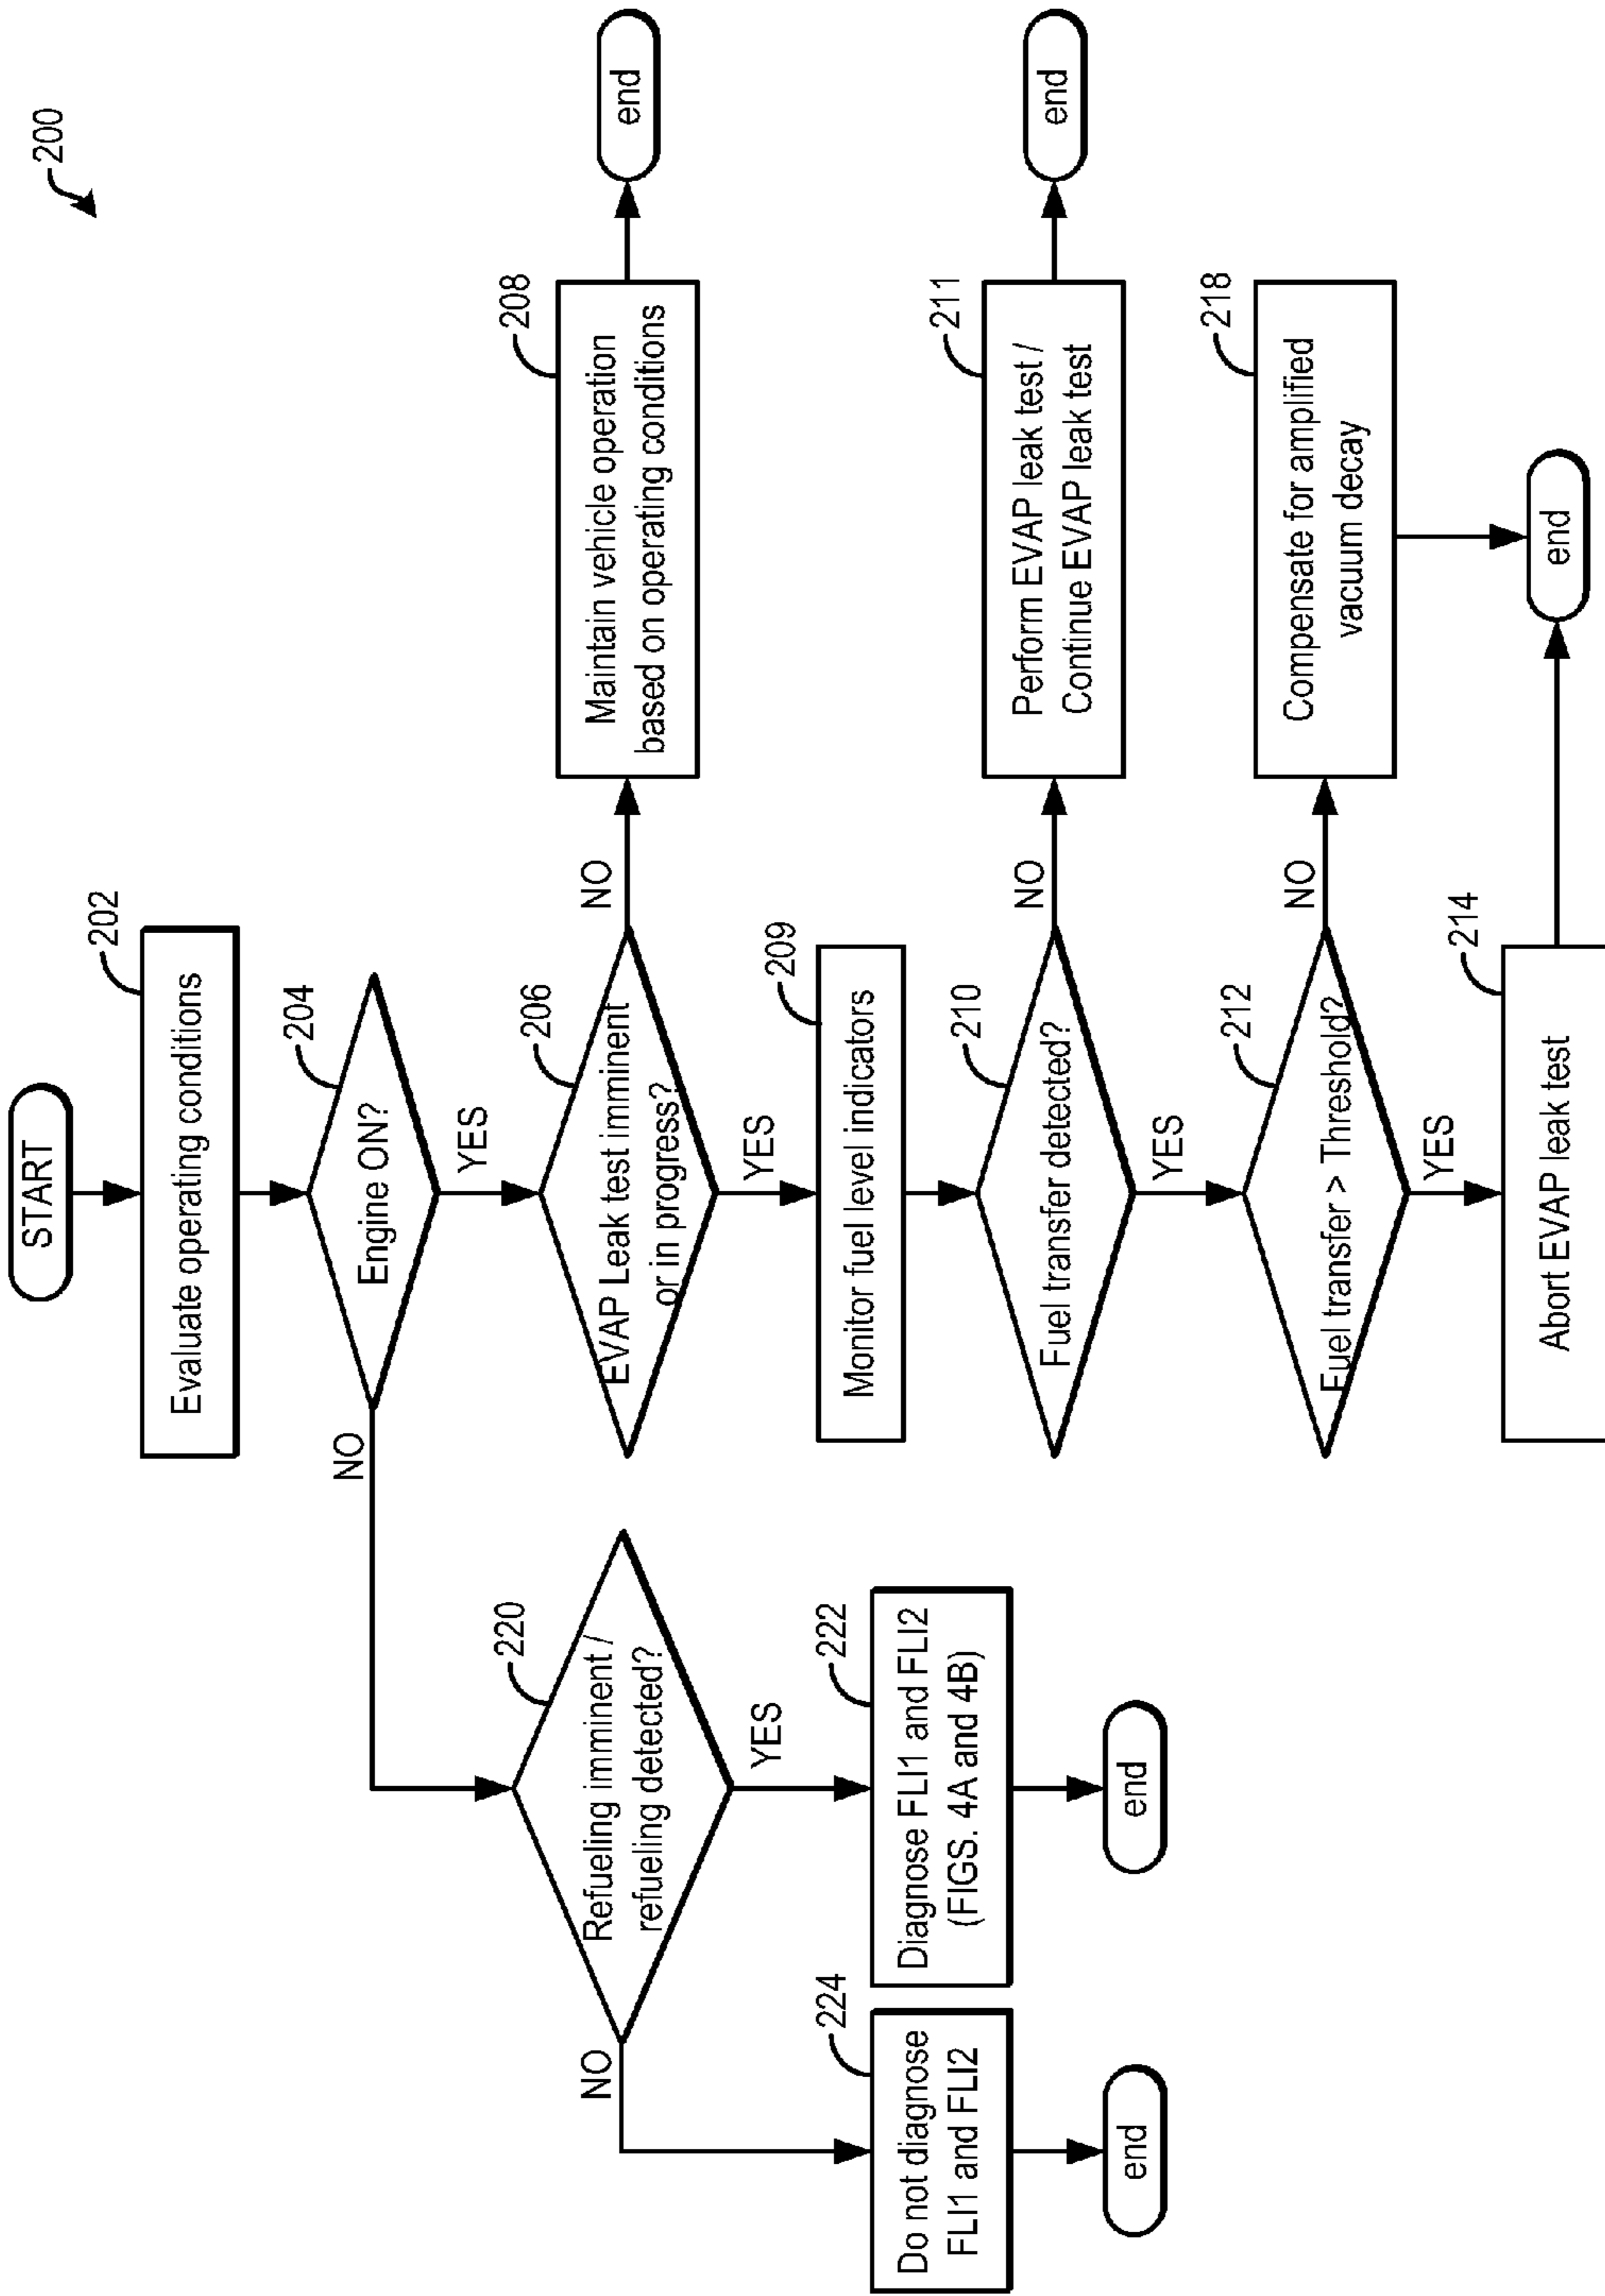 200
START
202
Evaluate operating conditions
204
Engine ON?
NO
YES
206
EVAP Leak test imminent
or in progress?
NO
208
Maintain vehicle operation
based on operating conditions
end
YES
209
Monitor fuel level indicators
210
Fuel transfer detected?
NO
211
Perform EVAP leak test /
Continue EVAP leak test
end
YES
212
Fuel transfer > Threshold?
NO
218
Compensate for amplified
vacuum decay
YES
214
Abort EVAP leak test
end
220
Refueling imminent /
refueling detected?
YES
222
Diagnose FLI1 and FLI2
(FIGS. 4A and 4B)
end
NO
224
Do not diagnose
FLI1 and FLI2
end